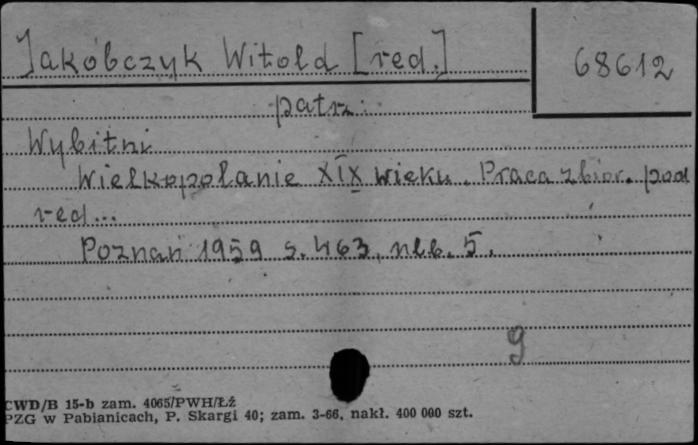 Jakóbczyk Witold [red.]
68612
patrz:
Wybitni
Wielkopolanie XIX wieku. Praca zbior. pod
red...
Poznań 1959 s. 463, nlb. 5.
9
CWD/B 15-b zam. 4065/PWH/Łź
PZG w Pabianicach, P. Skargi 40; zam. 3-66, nakł. 400 000 szt.